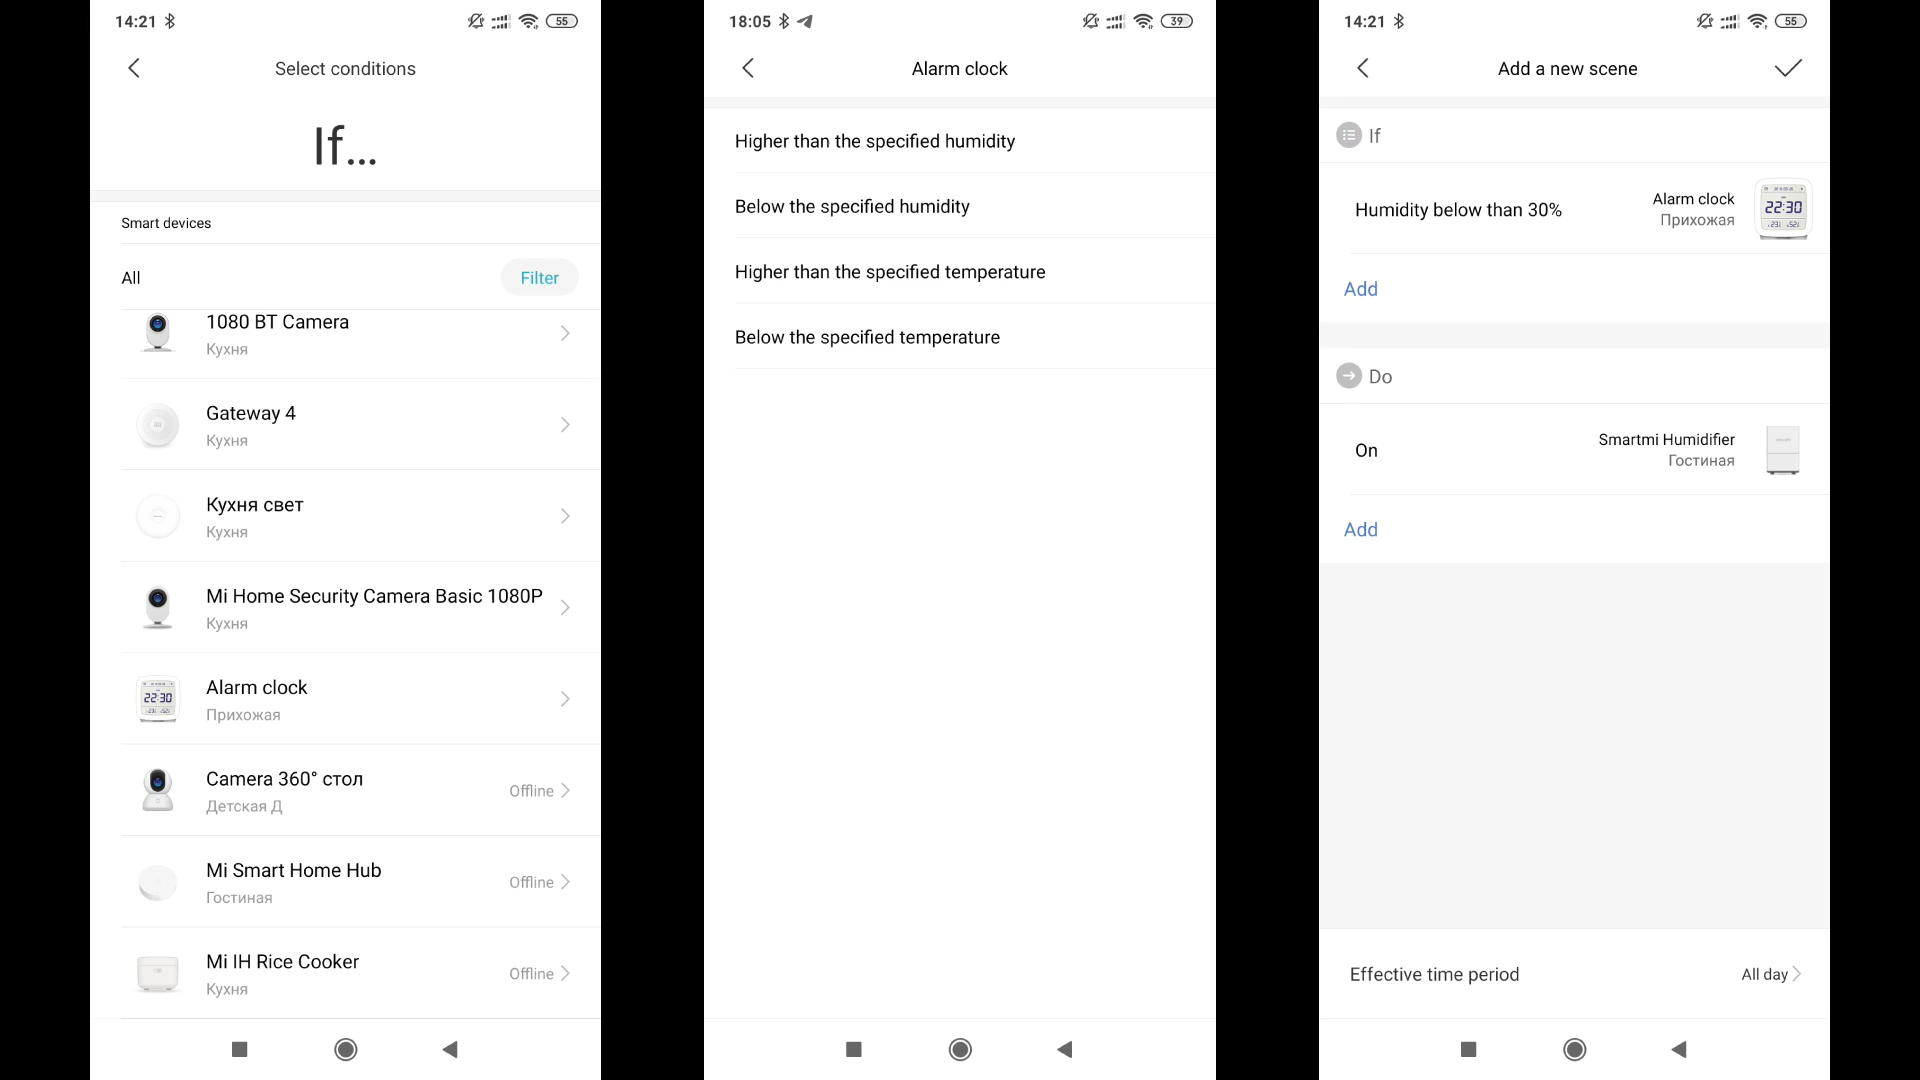 14:21
55
Select conditions
If...
Smart devices
All
Filter
1080 BT Camera
Кухня
Gateway 4
Кухня
Кухня свет
Кухня
Mi Home Security Camera Basic 1080P
Кухня
22:30
Alarm clock
Прихожая
Camera 360° стол
Детская Д
Offline
Mi Smart Home Hub
Гостиная
Offline
Mi IH Rice Cooker
Кухня
Offline
18:05
39
Alarm clock
Higher than the specified humidity
Below the specified humidity
Higher than the specified temperature
Below the specified temperature
14:21
55
Add a new scene
If
Humidity below than 30%
Alarm clock
Прихожая
22:30
Add
Do
On
Smartmi Humidifier
Гостиная
Add
Effective time period
All day